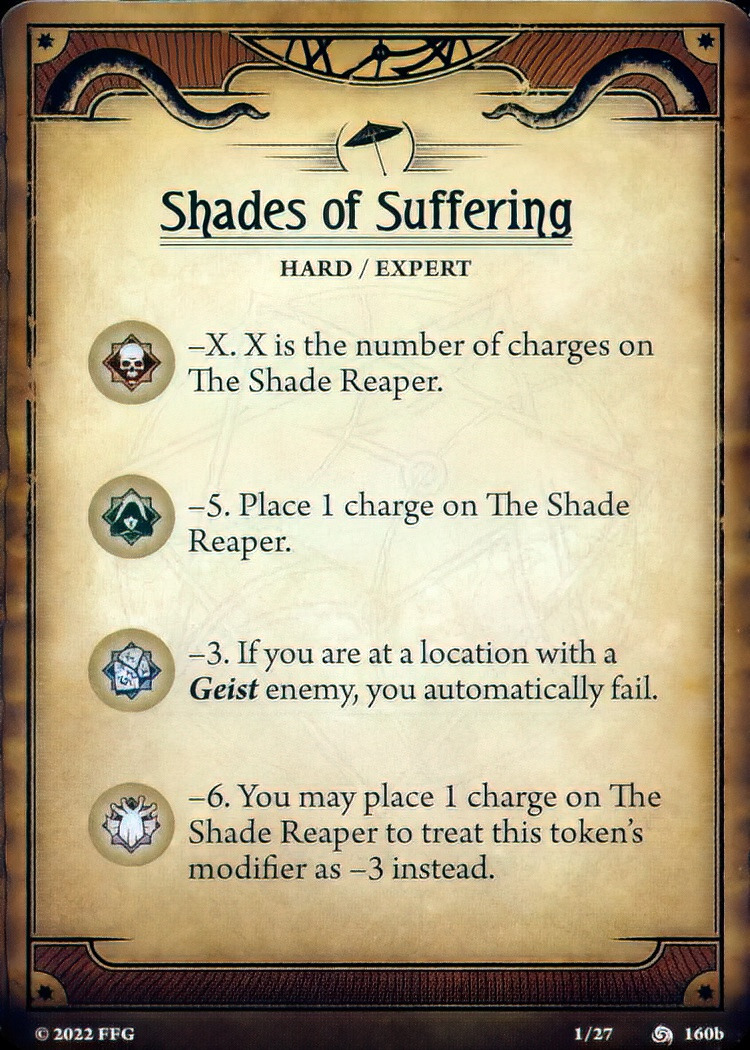 Shades of Suffering
HARD / EXPERT
–X. X is the number of charges on
The Shade Reaper.
–5. Place 1 charge on The Shade
Reaper.
–3. If you are at a location with a
Geist enemy, you automatically fail.
–6. You may place 1 charge on The
Shade Reaper to treat this token's
modifier as –3 instead.
© 2022 FFG 1/27 160b